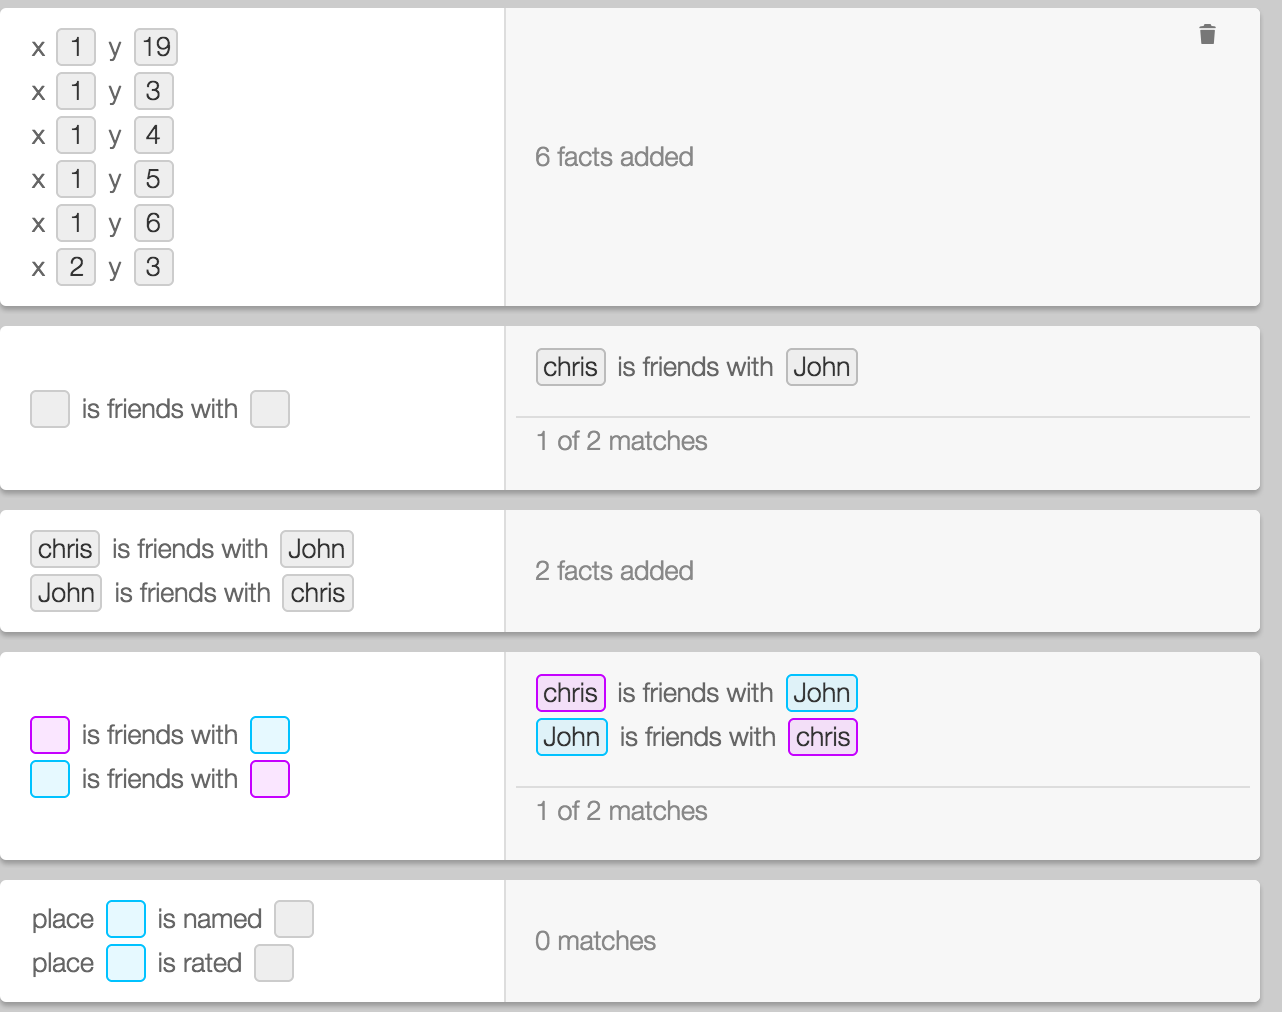 x 1 y 19
x 1 y 3
x 1 y 4
x 1 y 5
x 1 y 6
x 2 y 3
6 facts added
is friends with
chris is friends with John
1 of 2 matches
chris is friends with John
John is friends with chris
2 facts added
is friends with
is friends with
chris is friends with John
John is friends with chris
1 of 2 matches
place is named
place is rated
0 matches